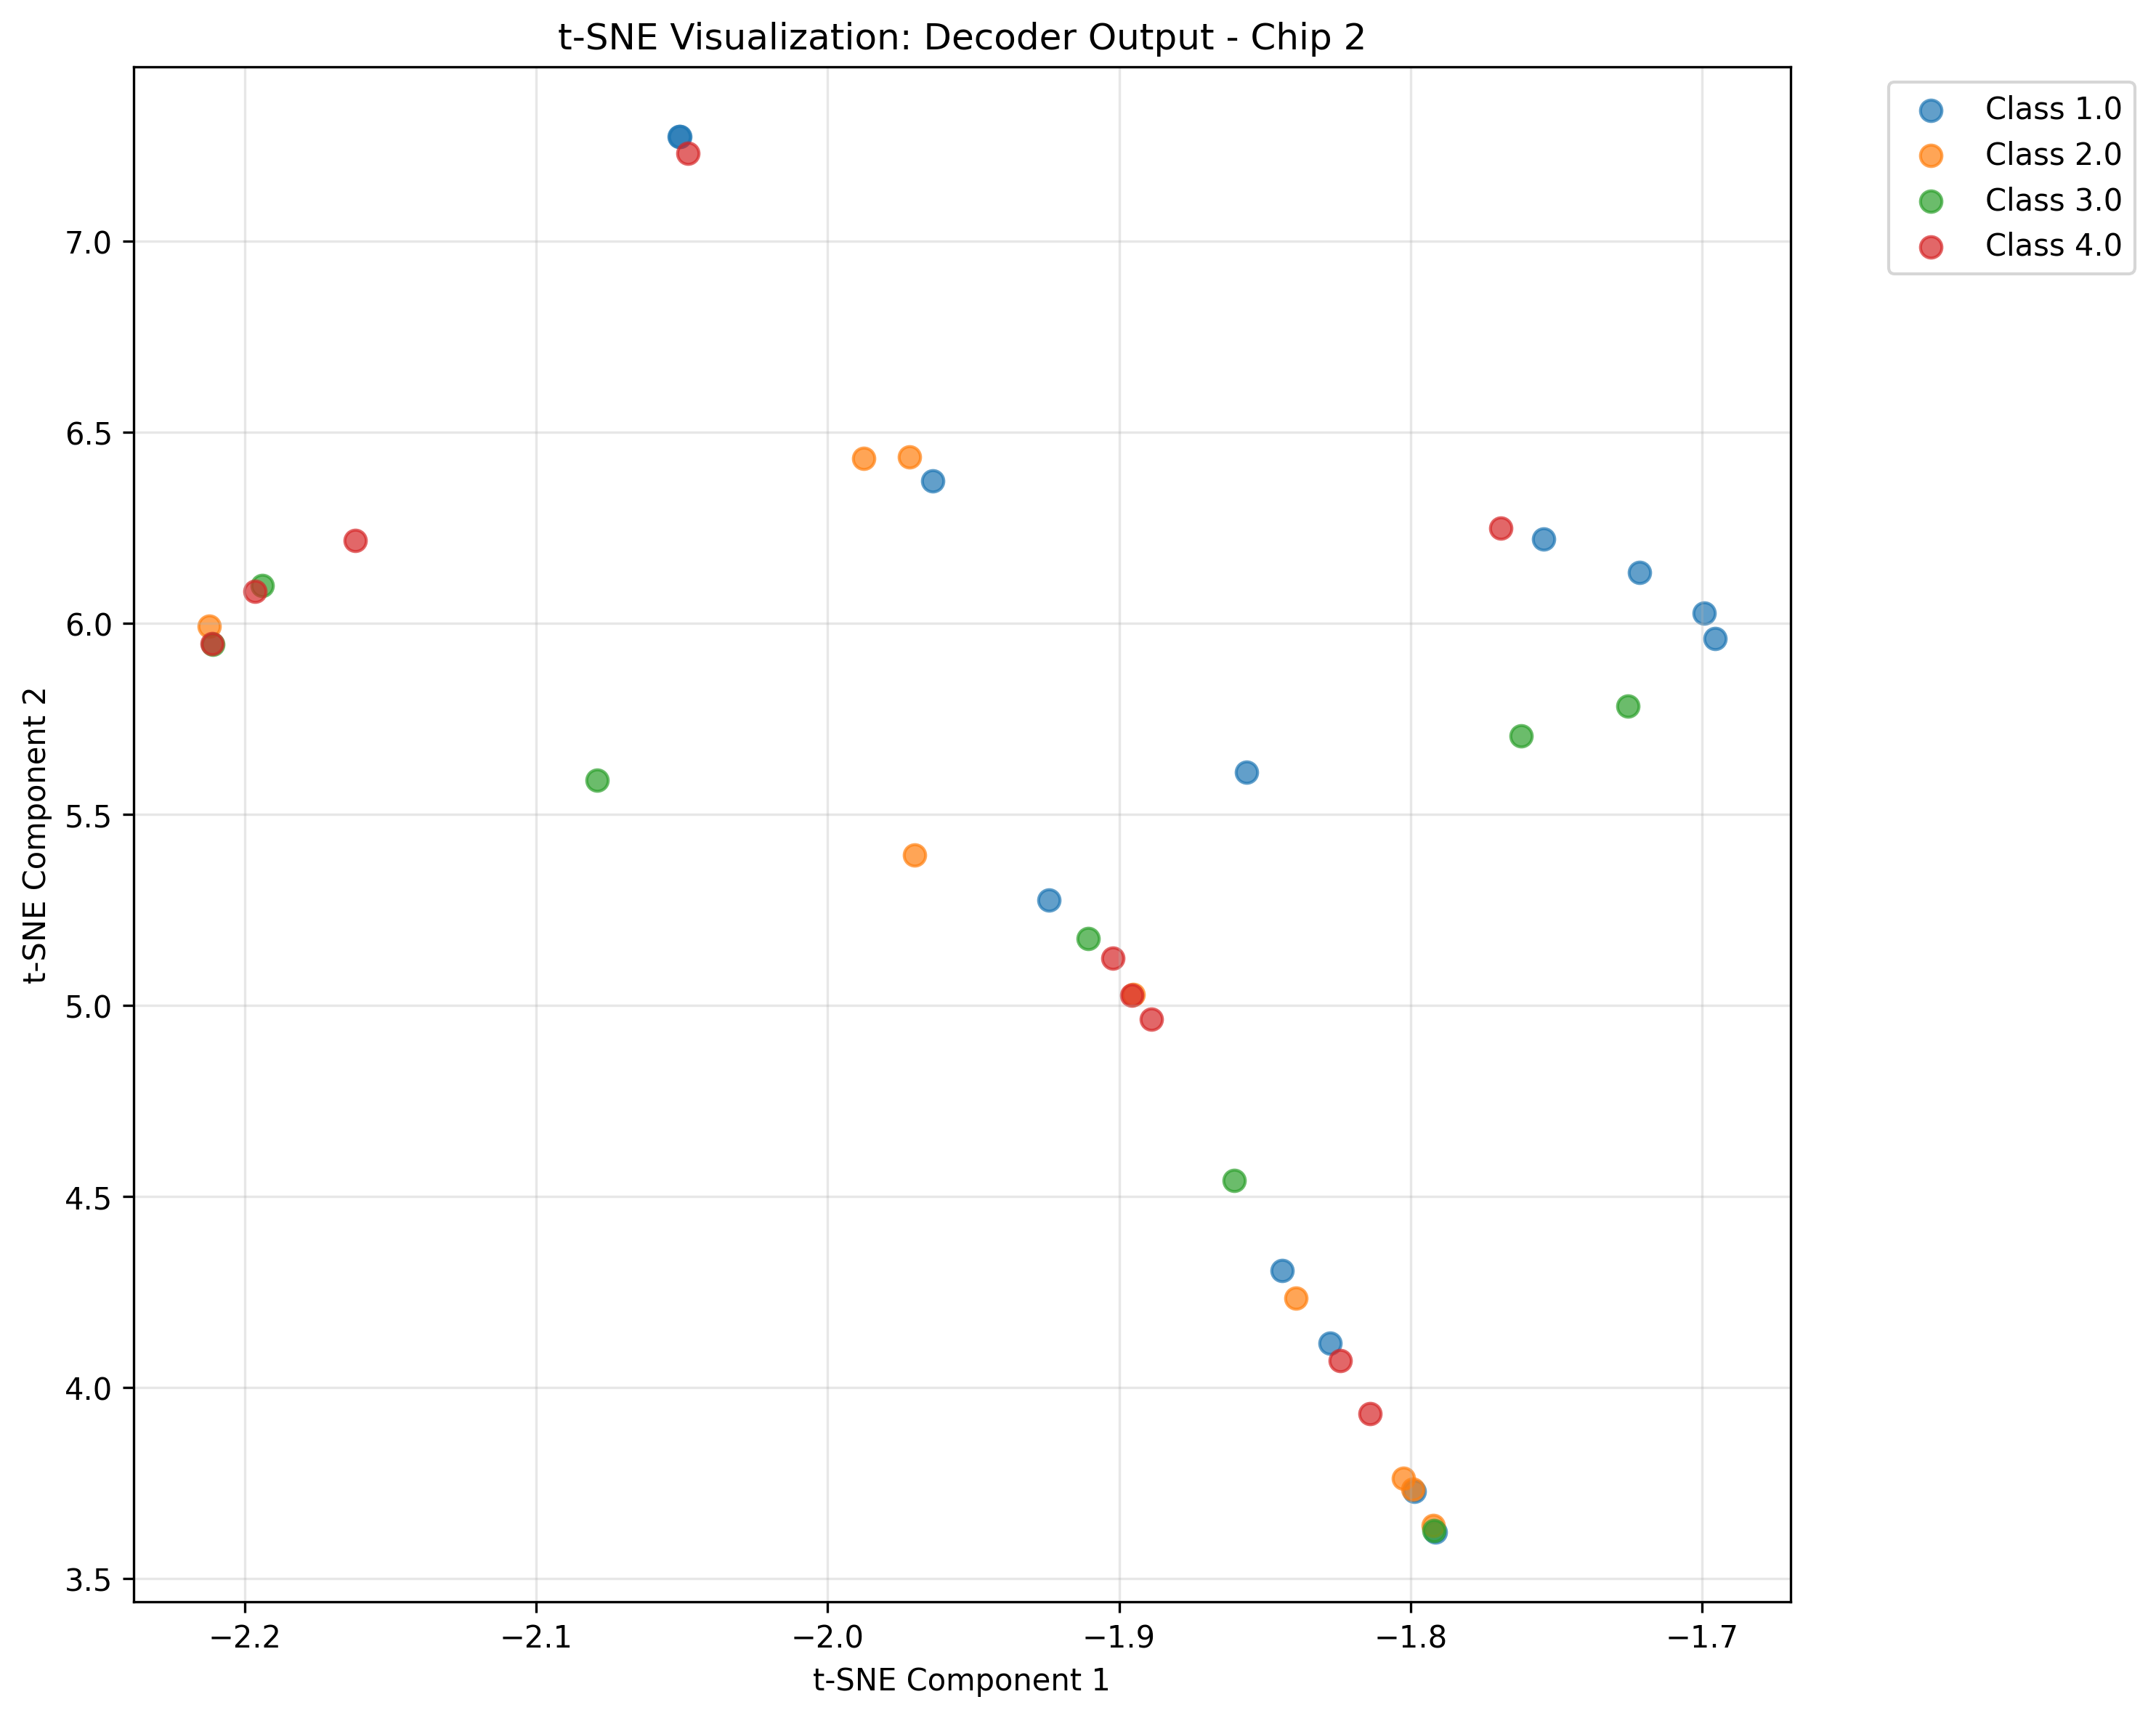 t-SNE Visualization: Decoder Output - Chip 2
Class 1.0
Class 2.0
Class 3.0
Class 4.0
t-SNE Component 2
7.0
6.5
6.0
5.5
5.0
4.5
4.0
3.5
−2.2 −2.1 −2.0 −1.9 −1.8 −1.7
t-SNE Component 1